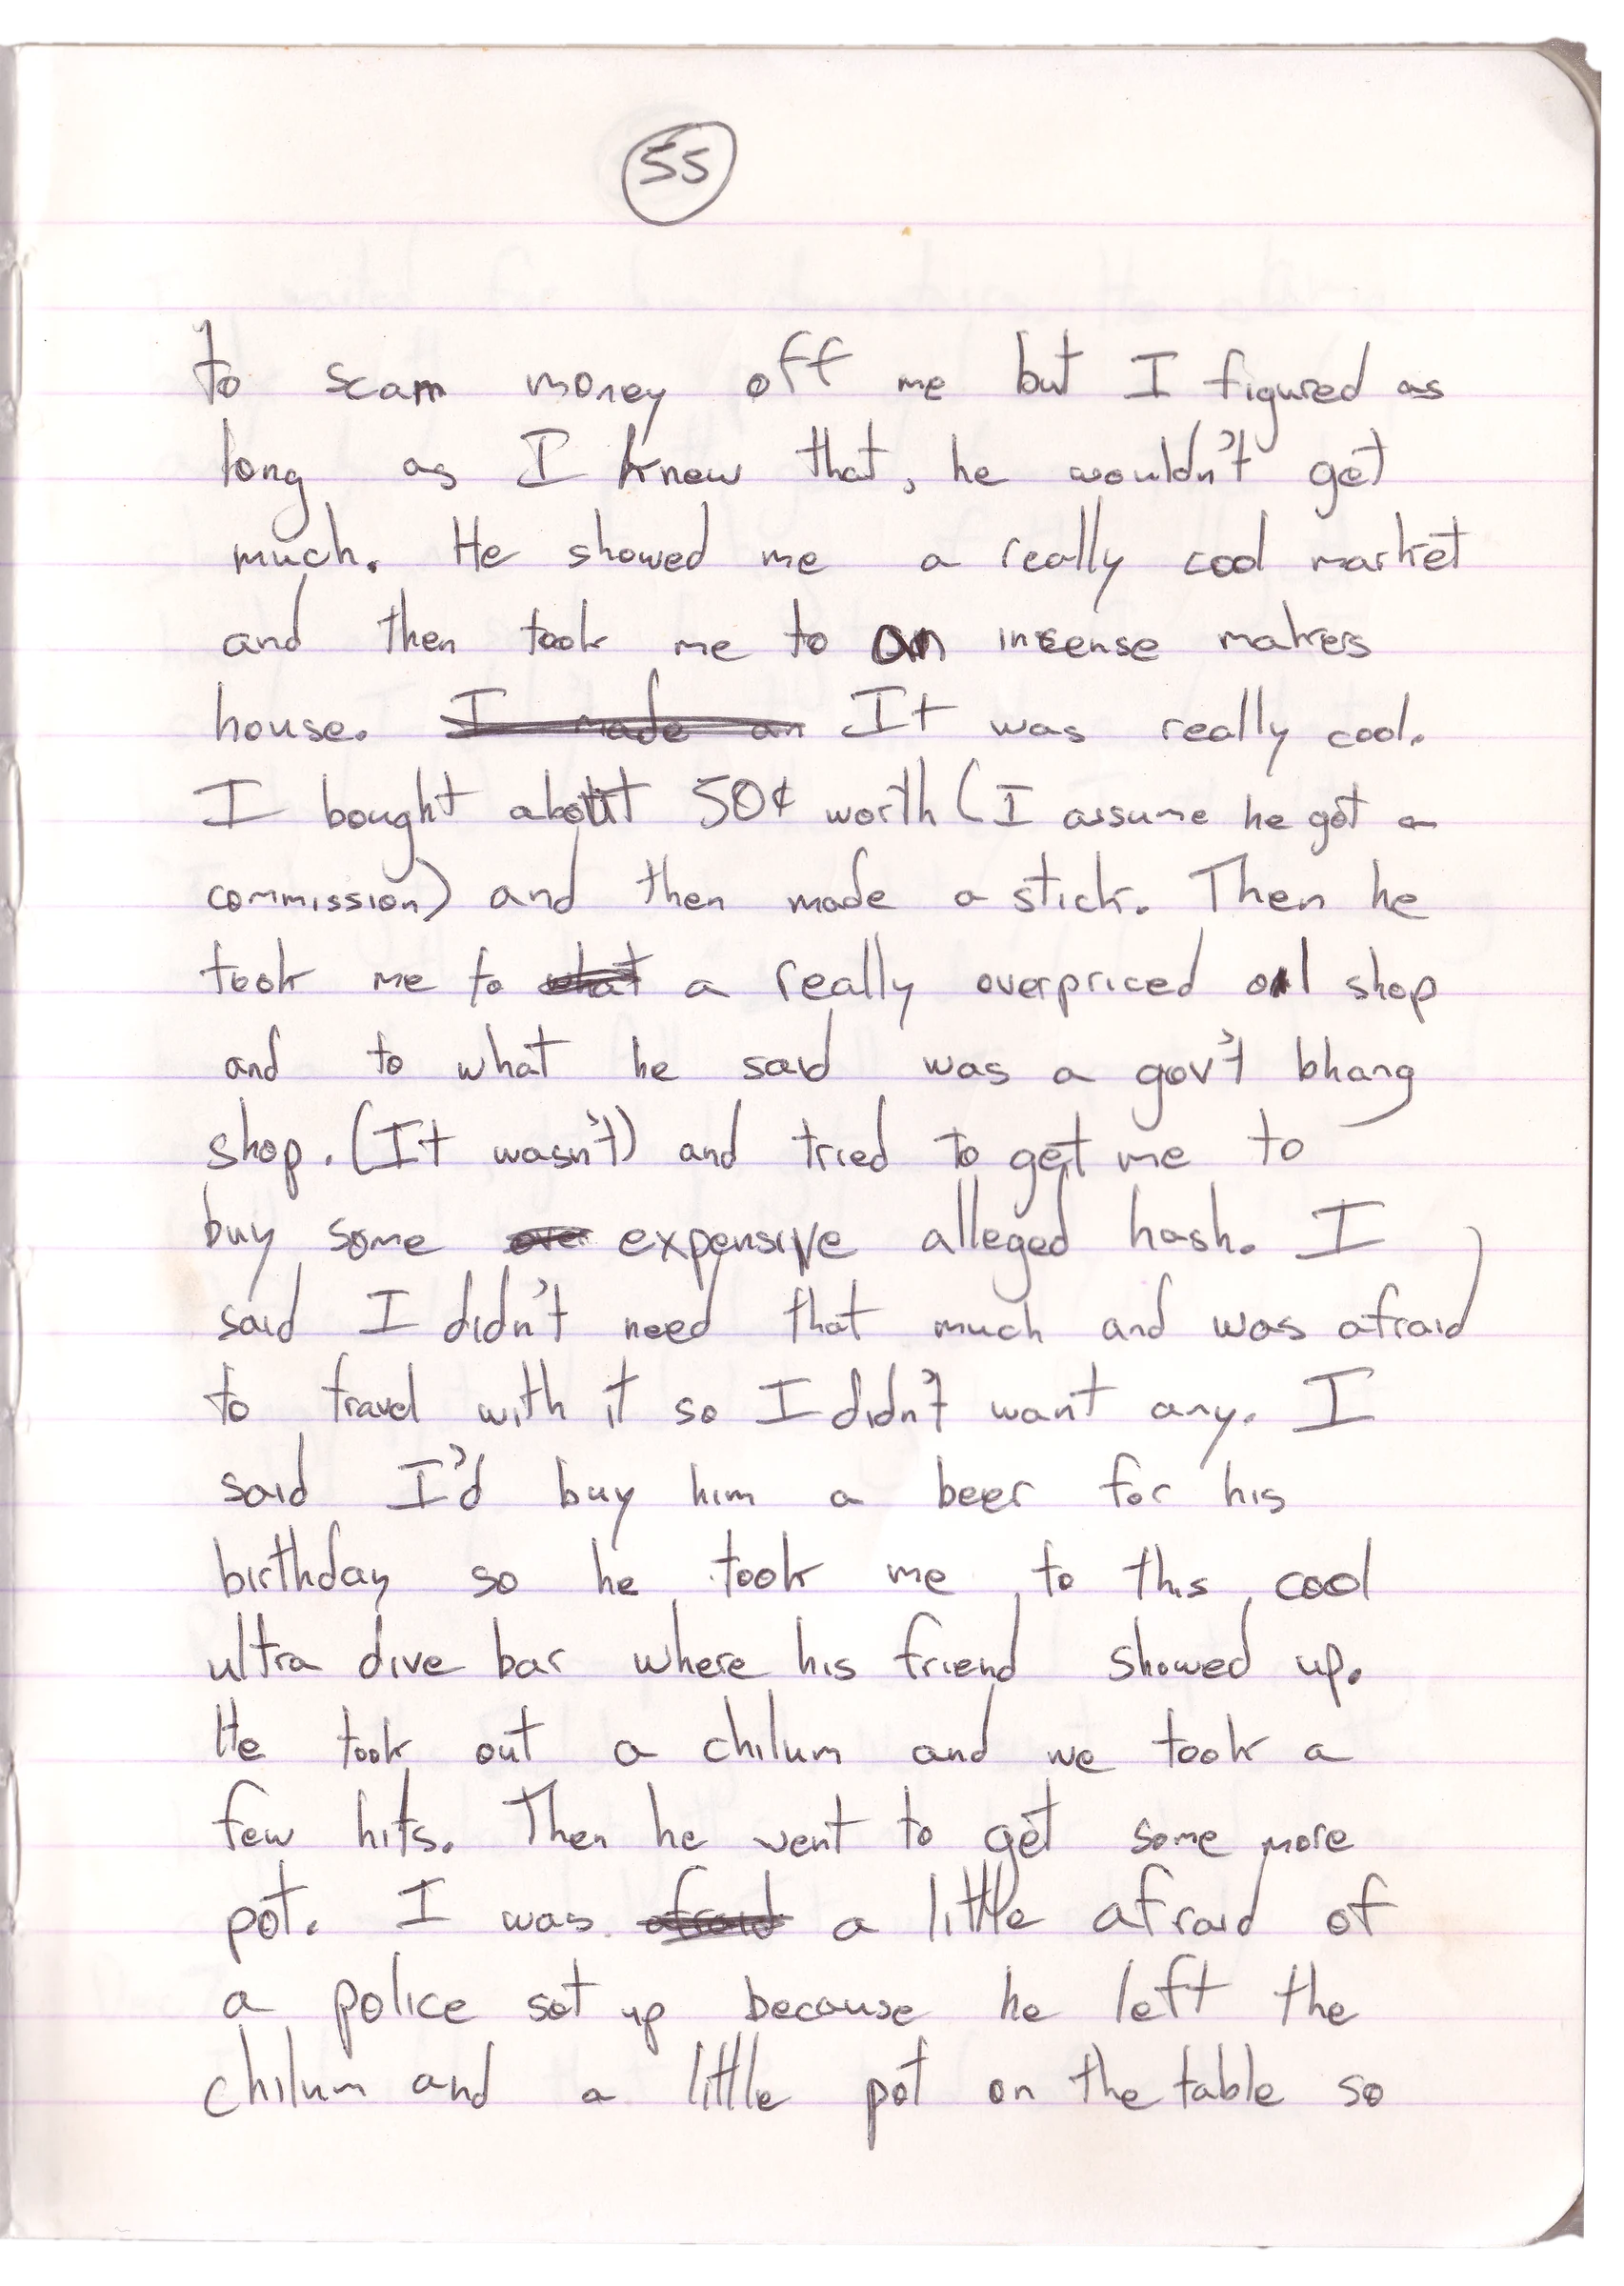 55
to scam money off me but I figured as
long as I knew that, he wouldn't get
much. He showed me a really cool market
and then took me to an insense makers
house. I made an It was really cool.
I bought about 50¢ worth (I assume he got a
commission) and then made a stick. Then he
took me to what a really overpriced oil shop
and to what he said was a gov't bhang
shop. (It wasn't) and tried to get me to
buy some over expensive alleged hash. I
said I didn't need that much and was afraid
to travel with it so I didn't want any. I
said I'd buy him a beer for his
birthday so he took me to this cool
ultra dive bar where his friend showed up.
He took out a chilum and we took a
few hits. Then he went to get some more
pot. I was afraid a little afraid of
a police set up because he left the
chilum and a little pot on the table so